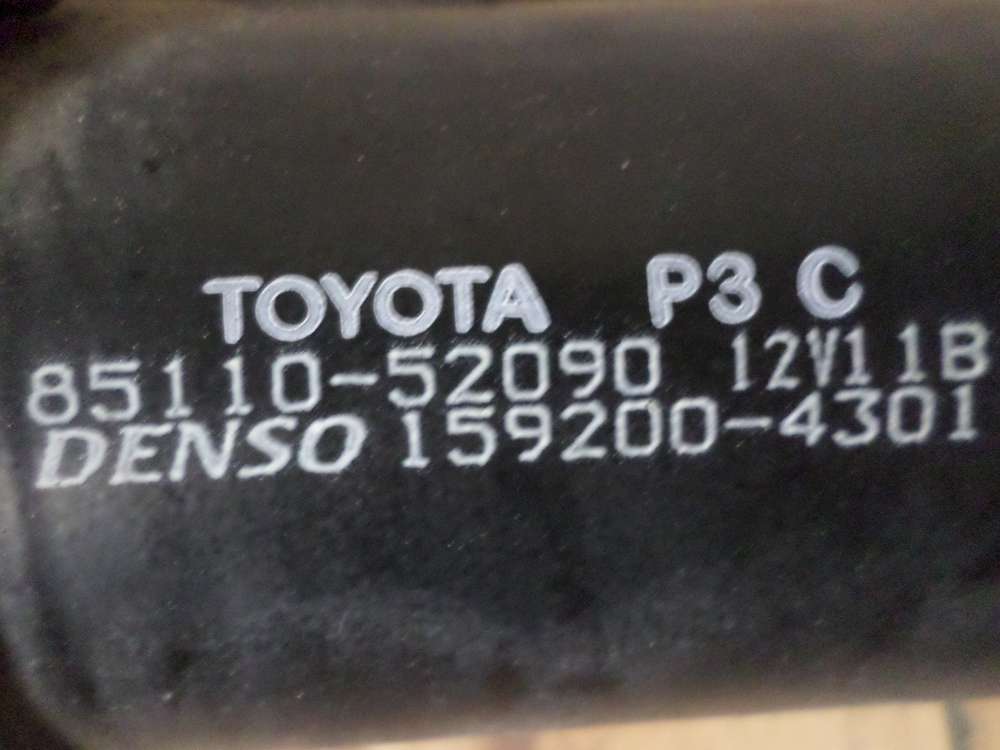 TOYOTA P3 C
85110-52090 12V11B
DENSO 159200-4301